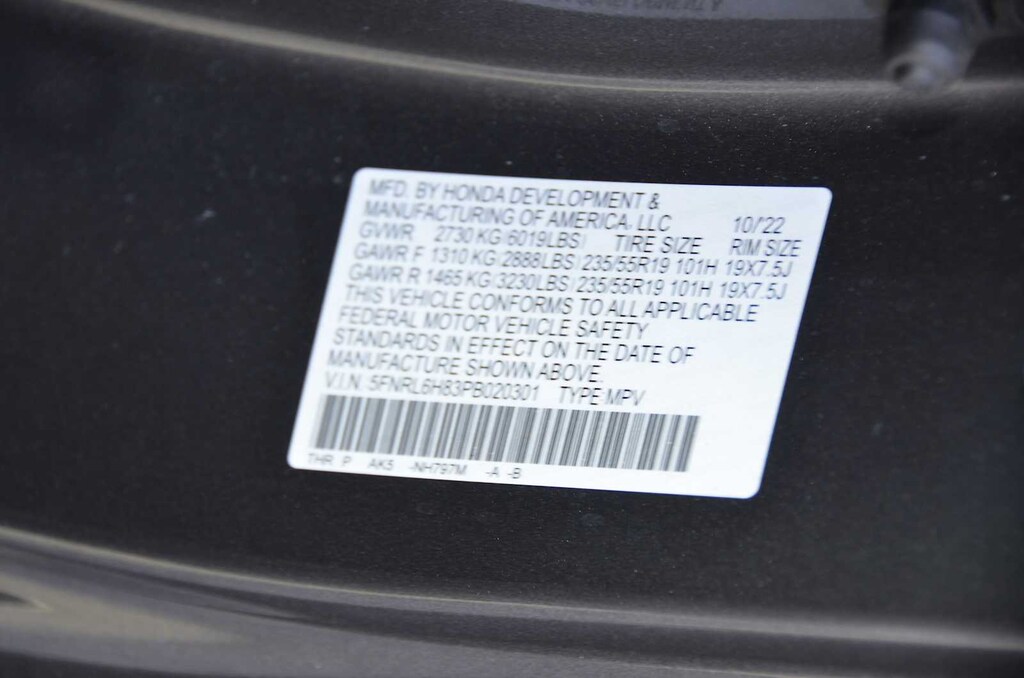 MFD. BY HONDA DEVELOPMENT &
MANUFACTURING OF AMERICA, LLC 10/22
GVWR 2730 KG(6019LBS) TIRE SIZE RIM SIZE
GAWR F 1310 KG(2888LBS)235/55R19 101H 19X7.5J
GAWR R 1465 KG(3230LBS)235/55R19 101H 19X7.5J
THIS VEHICLE CONFORMS TO ALL APPLICABLE
FEDERAL MOTOR VEHICLE SAFETY
STANDARDS IN EFFECT ON THE DATE OF
MANUFACTURE SHOWN ABOVE.
V.I.N.:5FNRL6H83PB020301 TYPE:MPV
THR P AK5 -NH797M -A -B